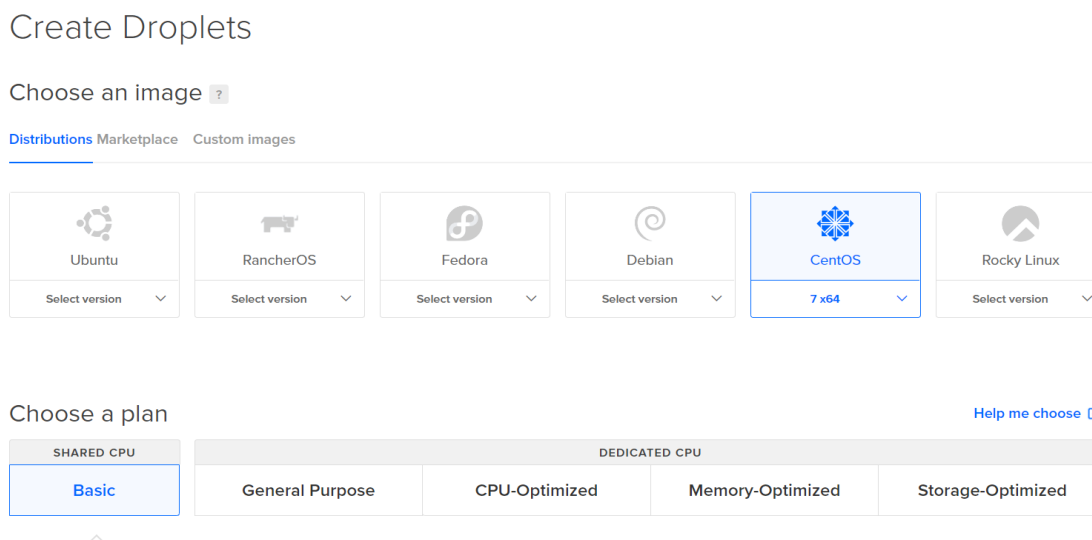 Create Droplets
Choose an image ?
Distributions Marketplace Custom images
Ubuntu RancherOS Fedora Debian CentOS Rocky Linux
Select version Select version Select version Select version 7 x64 Select version
Choose a plan Help me choose
SHARED CPU DEDICATED CPU
Basic General Purpose CPU-Optimized Memory-Optimized Storage-Optimized